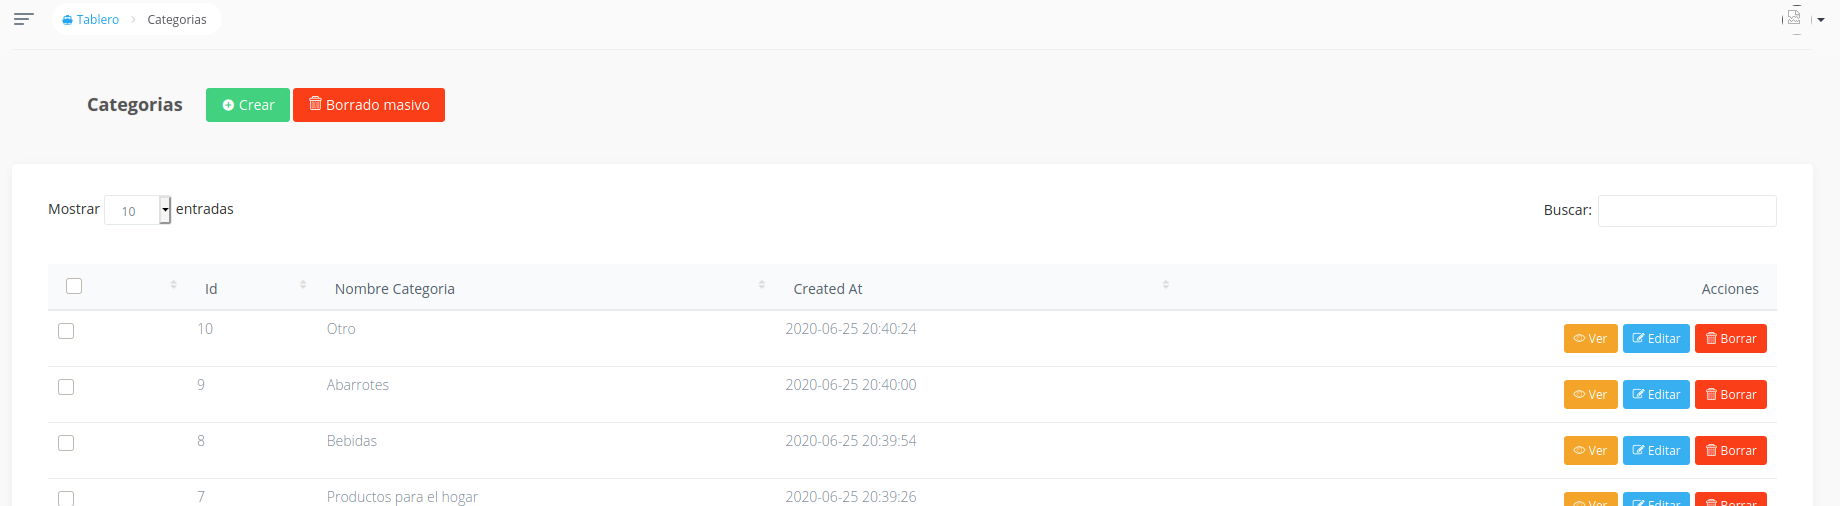 Tablero > Categorias
Categorias Crear Borrado masivo
Mostrar 10 entradas Buscar:
Id Nombre Categoria Created At Acciones
10 Otro 2020-06-25 20:40:24 Ver Editar Borrar
9 Abarrotes 2020-06-25 20:40:00 Ver Editar Borrar
8 Bebidas 2020-06-25 20:39:54 Ver Editar Borrar
7 Productos para el hogar 2020-06-25 20:39:26 Ver Editar Borrar